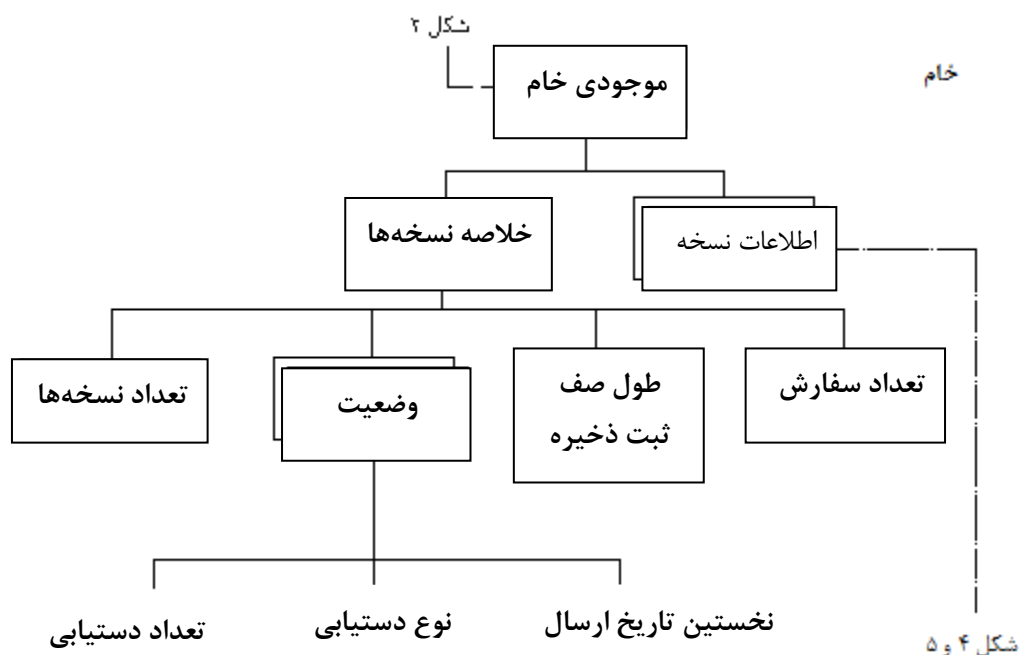 شکل ۲
خام
موجودی خام
خلاصه نسخه‌ها
اطلاعات نسخه
تعداد سفارش
طول صف
ثبت ذخیره
وضعیت
تعداد نسخه‌ها
نخستین تاریخ ارسال
نوع دستیابی
تعداد دستیابی
شکل ۴ و ۵